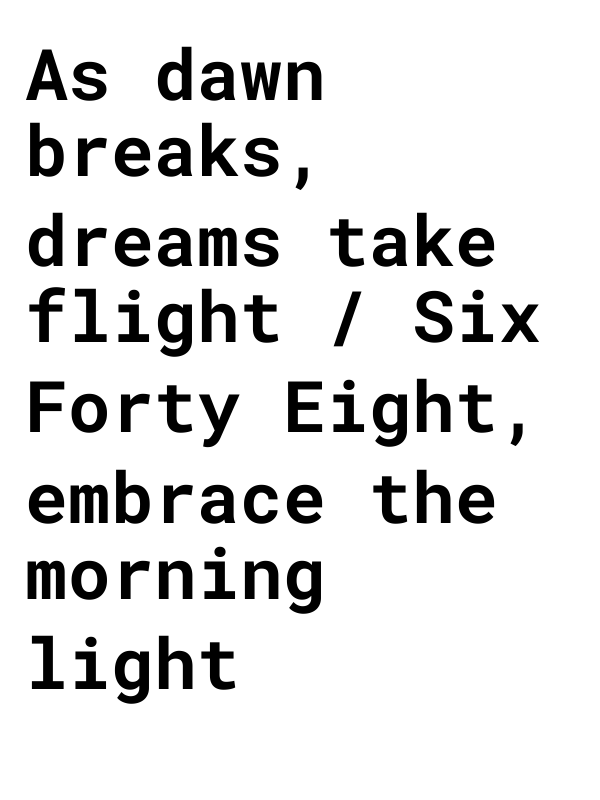 As dawn
breaks,
dreams take
flight / Six
Forty Eight,
embrace the
morning
light